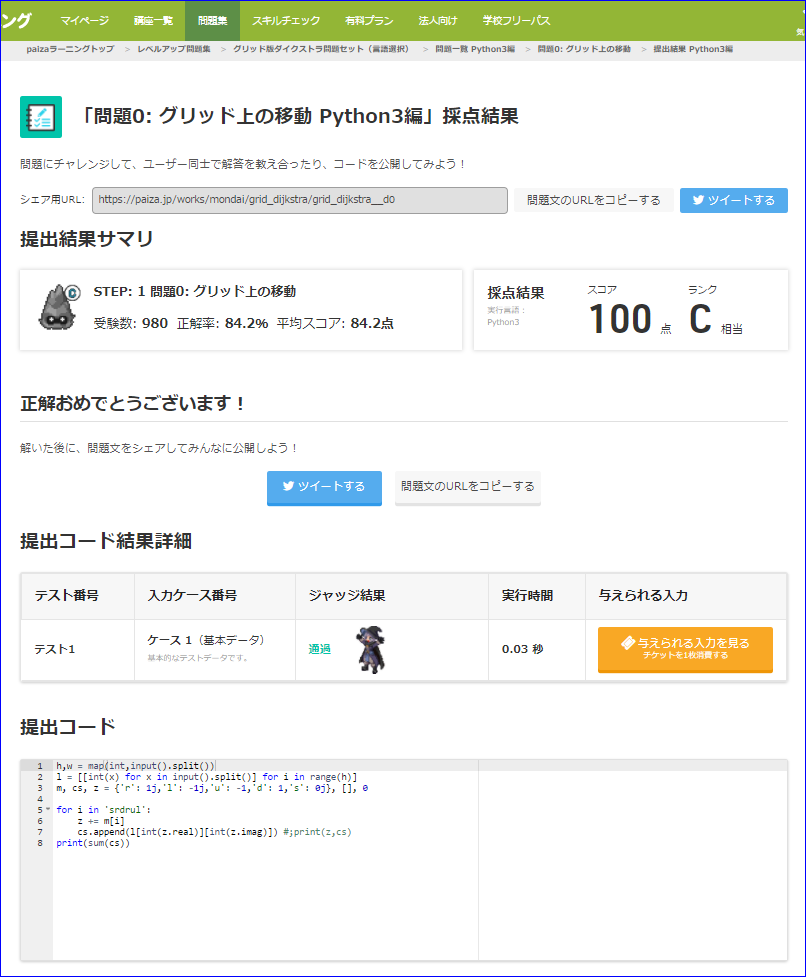 ング マイページ 講座一覧 問題集 スキルチェック 有料プラン 法人向け 学校フリーパス
paizaラーニングトップ > レベルアップ問題集 > グリッド版ダイクストラ問題セット（言語選択） > 問題一覧 Python3編 > 問題0: グリッド上の移動 > 提出結果 Python3編
「問題0: グリッド上の移動 Python3編」採点結果
問題にチャレンジして、ユーザー同士で解答を教え合ったり、コードを公開してみよう！
シェア用URL: https://paiza.jp/works/mondai/grid_dijkstra/grid_dijkstra__d0 問題文のURLをコピーする ツイートする
提出結果サマリ
C
STEP: 1 問題0: グリッド上の移動
受験数: 980 正解率: 84.2% 平均スコア: 84.2点
採点結果
実行言語：
Python3
スコア
100 点
ランク
C 相当
正解おめでとうございます！
解いた後に、問題文をシェアしてみんなに公開しよう！
ツイートする 問題文のURLをコピーする
提出コード結果詳細
テスト番号 入力ケース番号 ジャッジ結果 実行時間 与えられる入力
テスト1
ケース 1（基本データ）
基本的なテストデータです。
通過
0.03 秒
与えられる入力を見る
チケットを1枚消費する
提出コード
1 h,w = map(int,input().split())
2 l = [[int(x) for x in input().split()] for i in range(h)]
3 m, cs, z = {'r': 1j,'l': -1j,'u': -1,'d': 1,'s': 0j}, [], 0
4
5 for i in 'srdrul':
6     z += m[i]
7     cs.append(l[int(z.real)][int(z.imag)]) #;print(z,cs)
8 print(sum(cs))